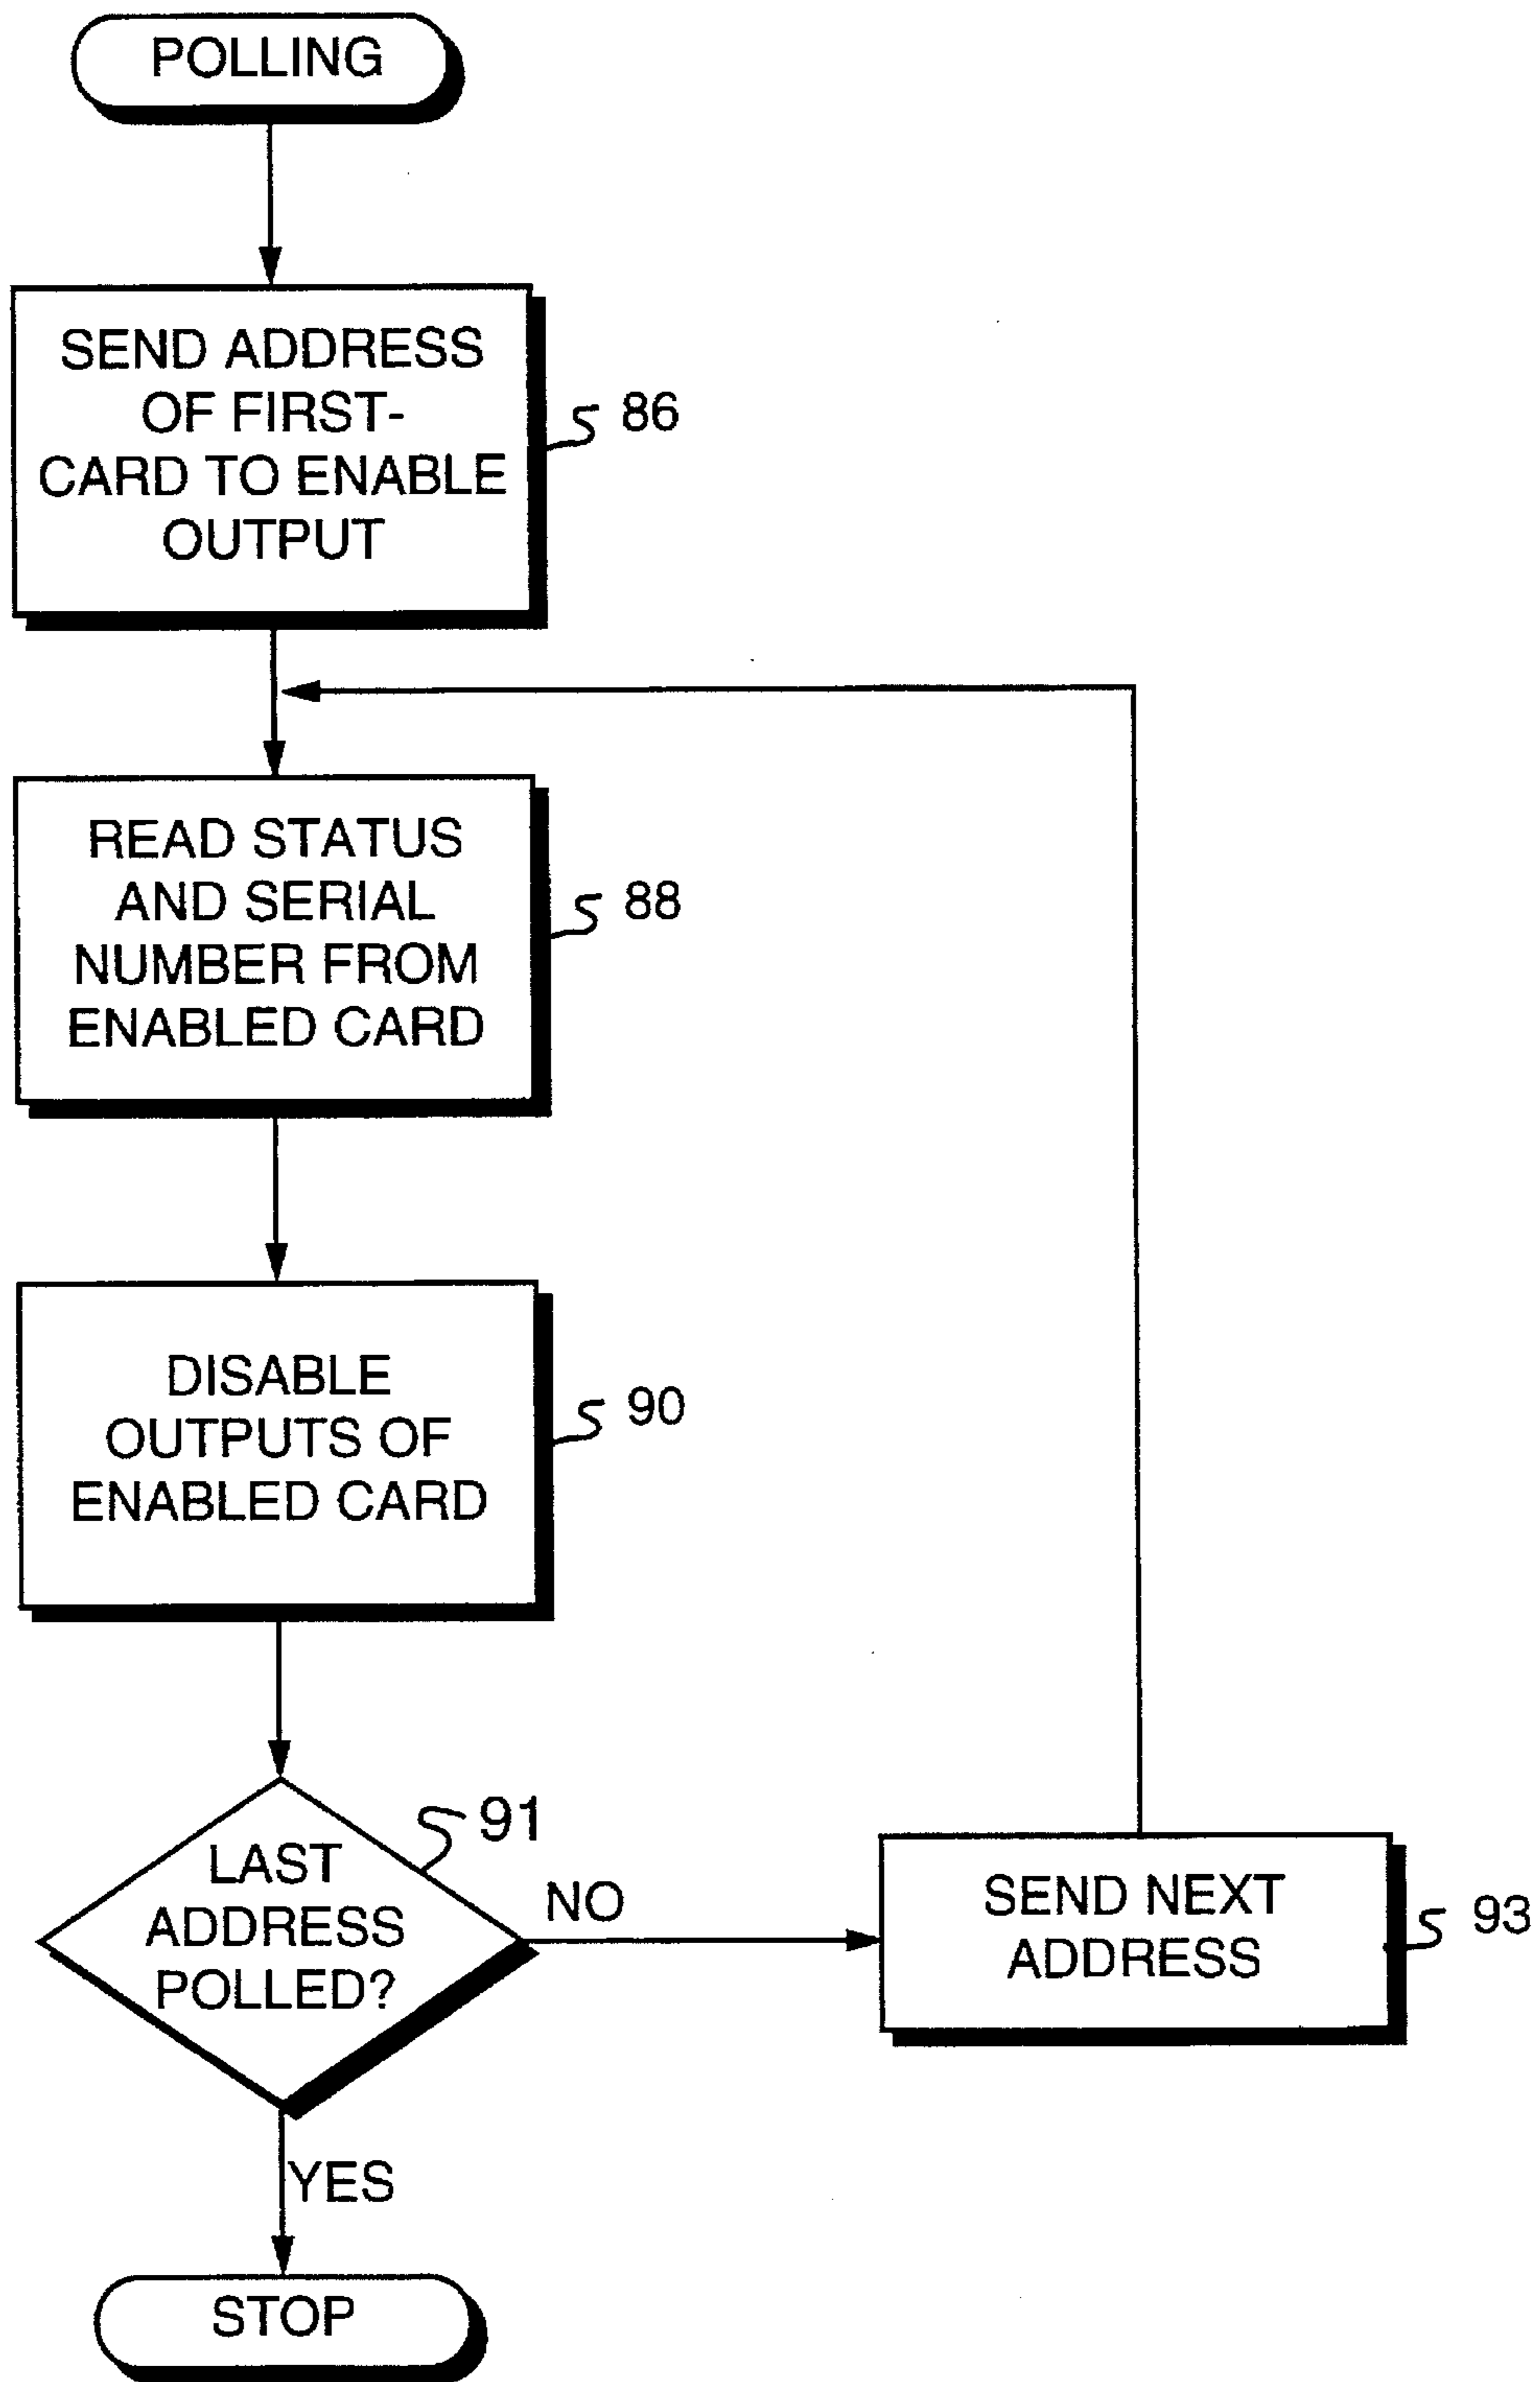 POLLING
SEND ADDRESS
OF FIRST-
CARD TO ENABLE
OUTPUT
86
READ STATUS
AND SERIAL
NUMBER FROM
ENABLED CARD
88
DISABLE
OUTPUTS OF
ENABLED CARD
90
LAST
ADDRESS
POLLED?
91
NO
SEND NEXT
ADDRESS
93
YES
STOP